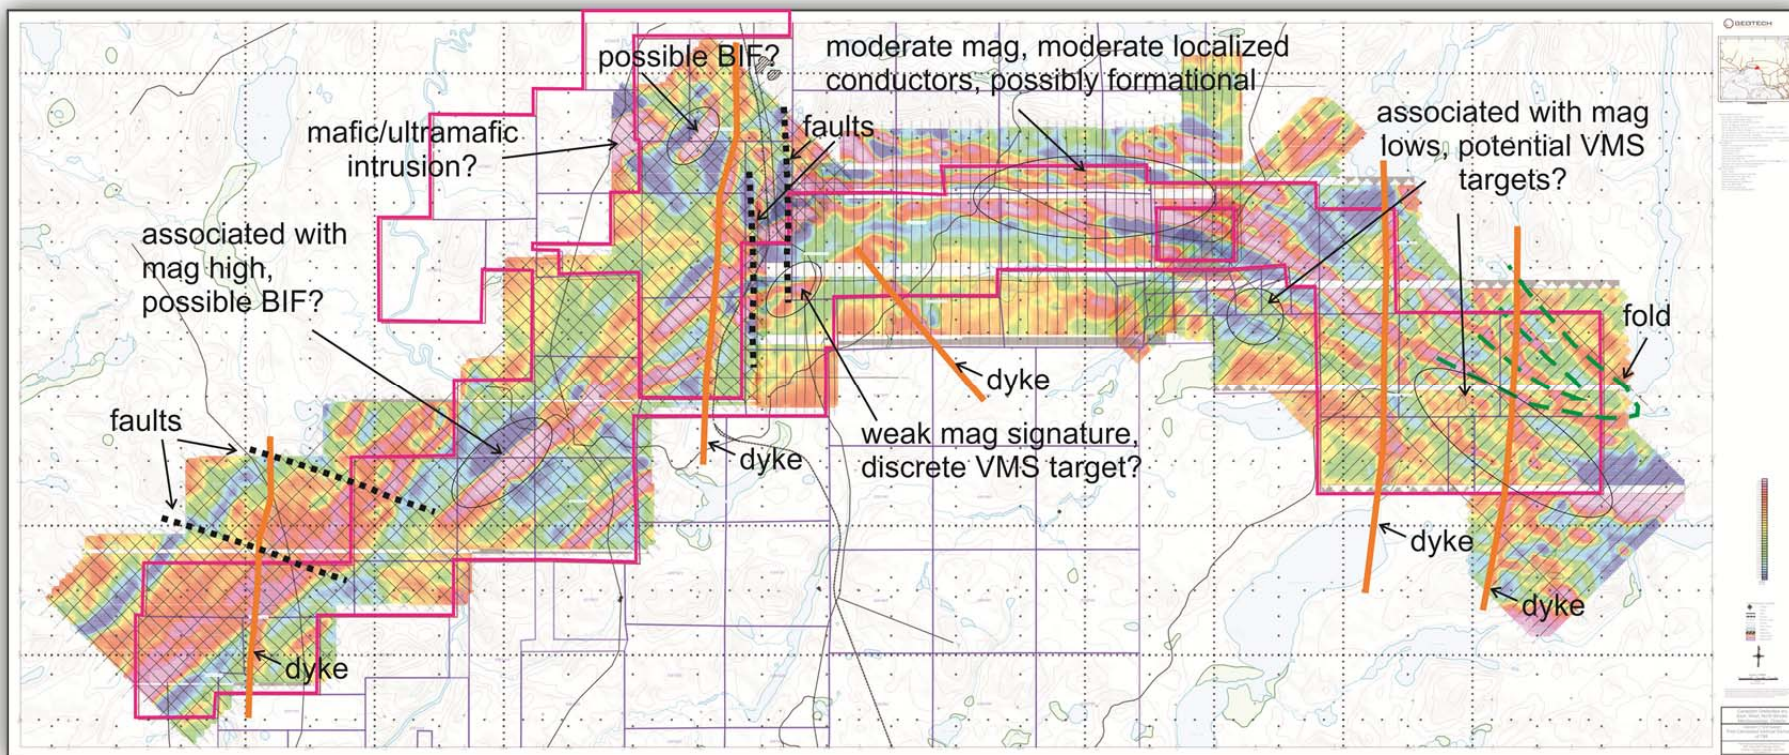 GEOTECH
possible BIF?
moderate mag, moderate localized
conductors, possibly formational
associated with mag
lows, potential VMS
targets?
mafic/ultramafic
intrusion?
faults
associated with
mag high,
possible BIF?
fold
dyke
faults
weak mag signature,
discrete VMS target?
dyke
dyke
dyke
dyke